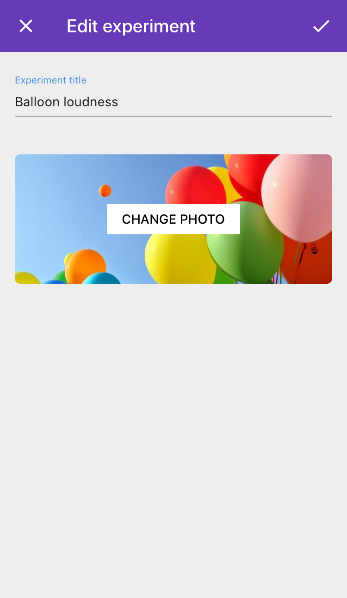 Edit experiment
Experiment title
Balloon loudness
CHANGE PHOTO